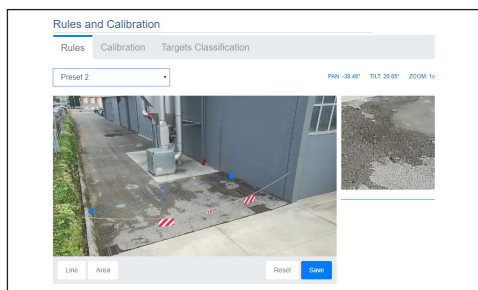 Rules and Calibration
Rules Calibration Targets Classification
Preset 2
PAN: -38.48° TILT: 20.05° ZOOM: 1x
Line Area Reset Save